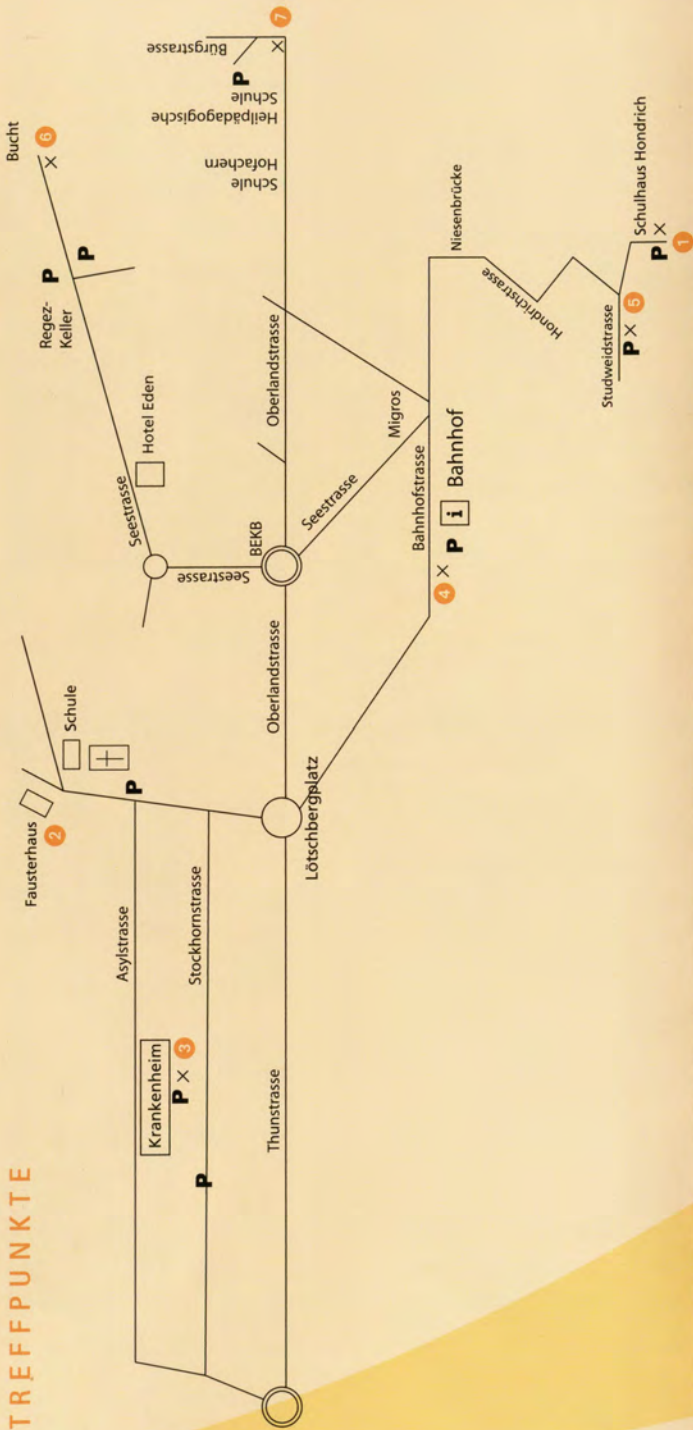 TREFFPUNKTE
Fausterhaus
2
Schule
P
Asylstrasse
Krankenheim
P × 3
Stockhornstrasse
P
Thunstrasse
Lötschbergplatz
Oberlandstrasse
BEKB
Seestrasse
Seestrasse
Hotel Eden
Regez-
Keller
P
P
Bucht
6
×
Seestrasse
Migros
Bahnhofstrasse
4 × P i Bahnhof
Oberlandstrasse
Schule
Hofachern
Heilpädagogische
Schule
P
Bürgstrasse
×
7
Niesenbrücke
Hondrichstrasse
Studweidstrasse
P × 5
Schulhaus Hondrich
P ×
1